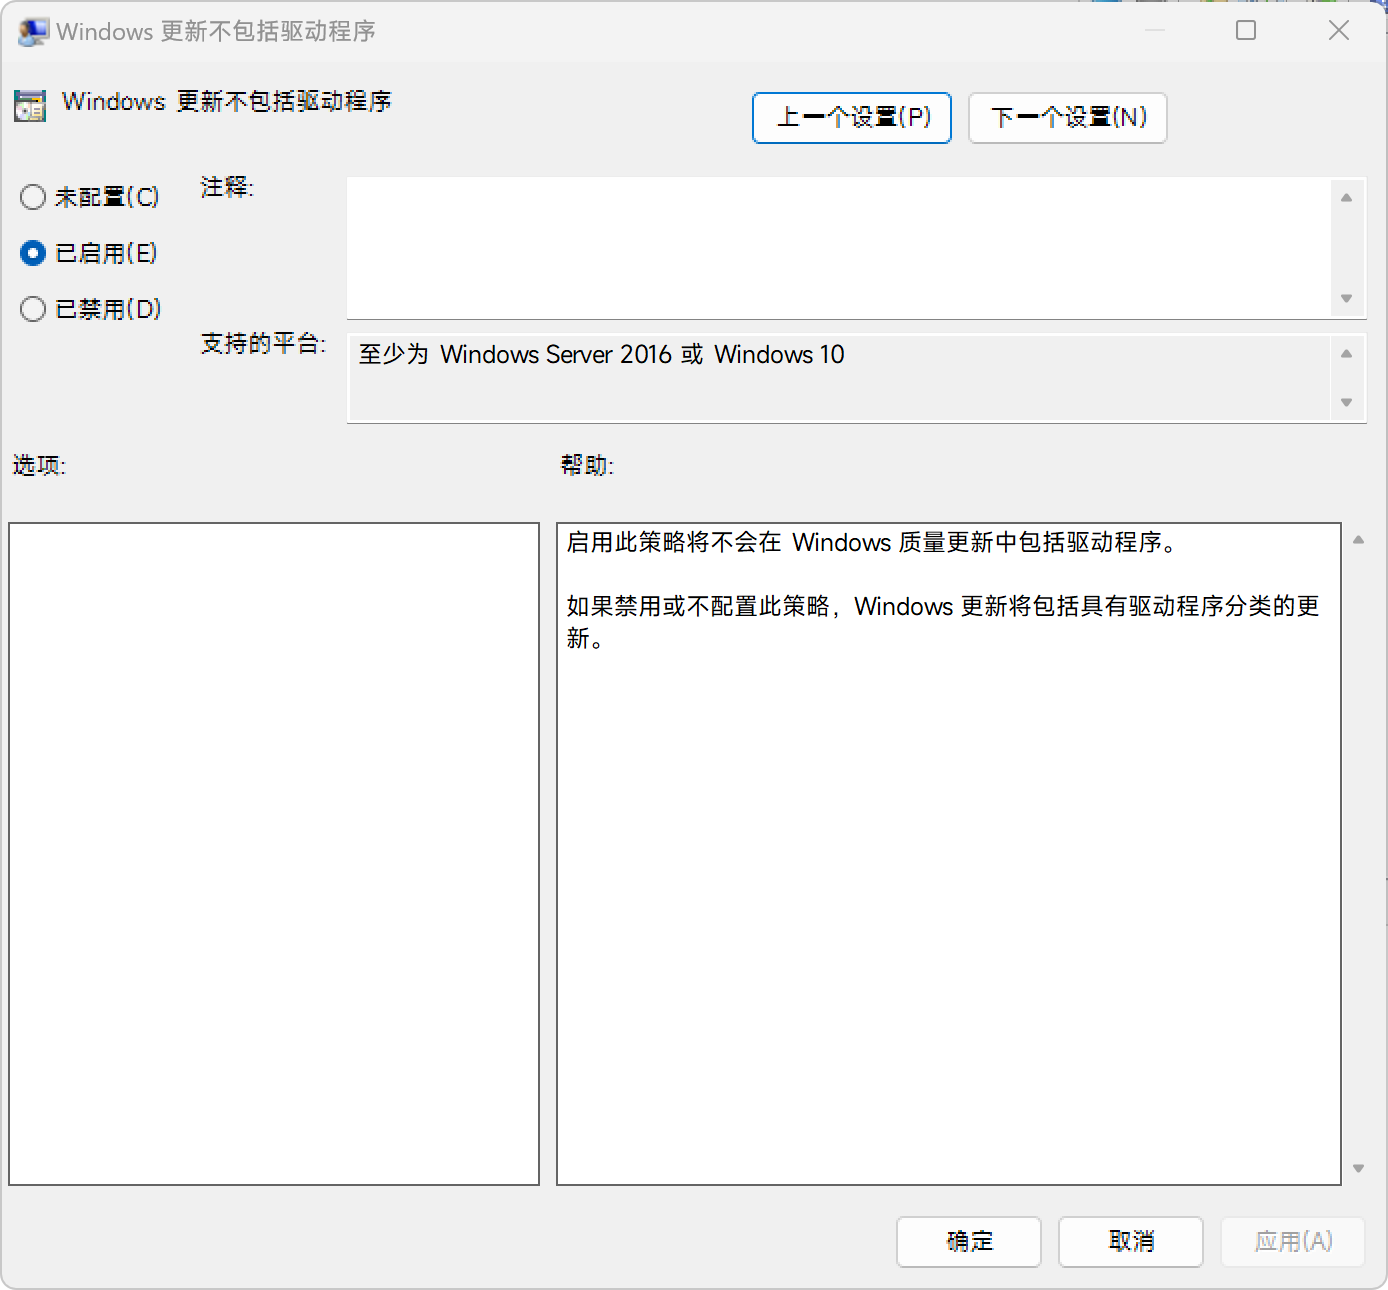 Windows 更新不包括驱动程序
Windows 更新不包括驱动程序
上一个设置(P)
下一个设置(N)
未配置(C)
注释:
已启用(E)
已禁用(D)
支持的平台:
至少为 Windows Server 2016 或 Windows 10
选项:
帮助:
启用此策略将不会在 Windows 质量更新中包括驱动程序。
如果禁用或不配置此策略，Windows 更新将包括具有驱动程序分类的更
新。
确定
取消
应用(A)